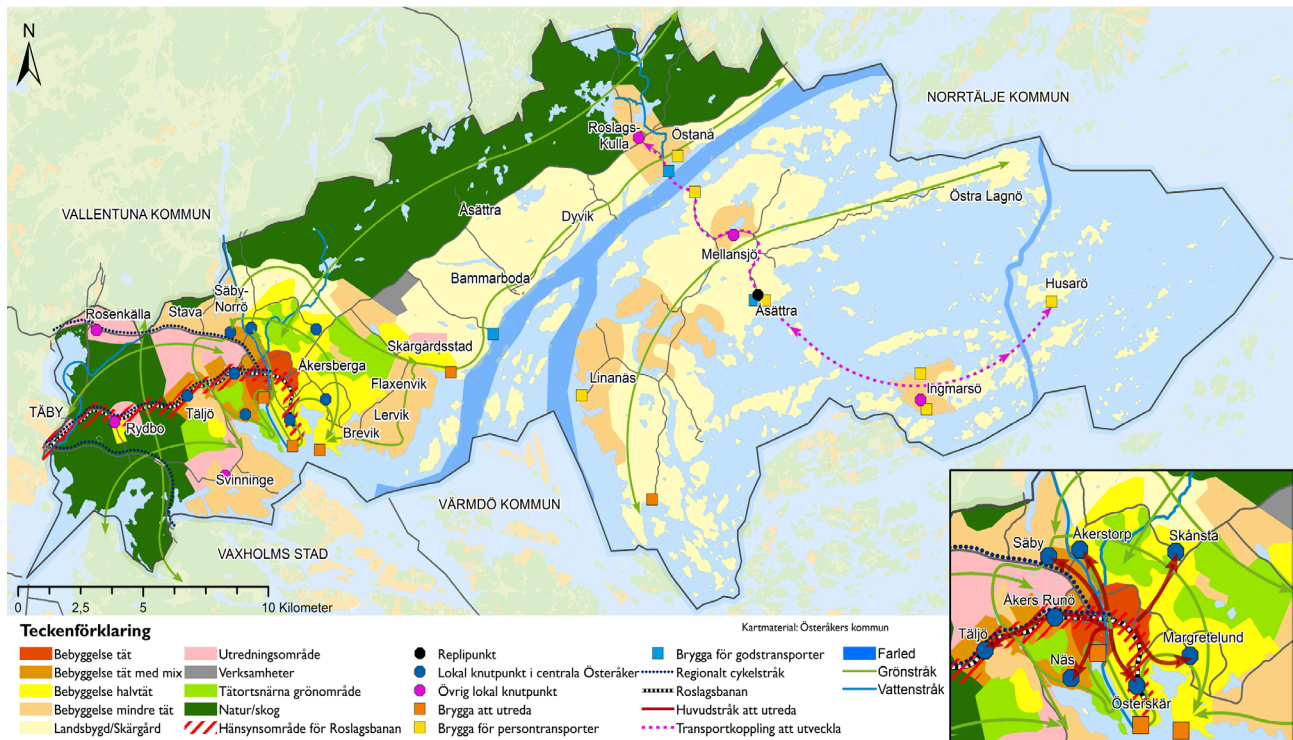 N
NORRTÄLJE KOMMUN
Roslags-
Kulla
Östanå
VALLENTUNA KOMMUN
Åsättra
Dyvik
Östra Lagnö
Mellansjö
Bammarboda
Säby-
Norrö
Husarö
Rosenkälla
Stava
Åsättra
Skärgårdsstad
Åkersberga
Flaxenvik
Linanäs
Ingmarsö
TÄBY
Täljö
Lervik
Rydbo
Brevik
Svinninge
VÄRMDÖ KOMMUN
VAXHOLMS STAD
0 2,5 5 10 Kilometer
Säby
Åkerstorp
Skånsta
Åkers Runö
Täljö
Margretelund
Näs
Österskär
Kartmaterial: Österåkers kommun
Teckenförklaring
Bebyggelse tät
Bebyggelse tät med mix
Bebyggelse halvtät
Bebyggelse mindre tät
Landsbygd/Skärgård
Utredningsområde
Verksamheter
Tätortsnära grönområde
Natur/skog
Hänsynsområde för Roslagsbanan
Replipunkt
Lokal knutpunkt i centrala Österåker
Övrig lokal knutpunkt
Brygga att utreda
Brygga för persontransporter
Brygga för godstransporter
Regionalt cykelstråk
Roslagsbanan
Huvudstråk att utreda
Transportkoppling att utveckla
Farled
Grönstråk
Vattenstråk